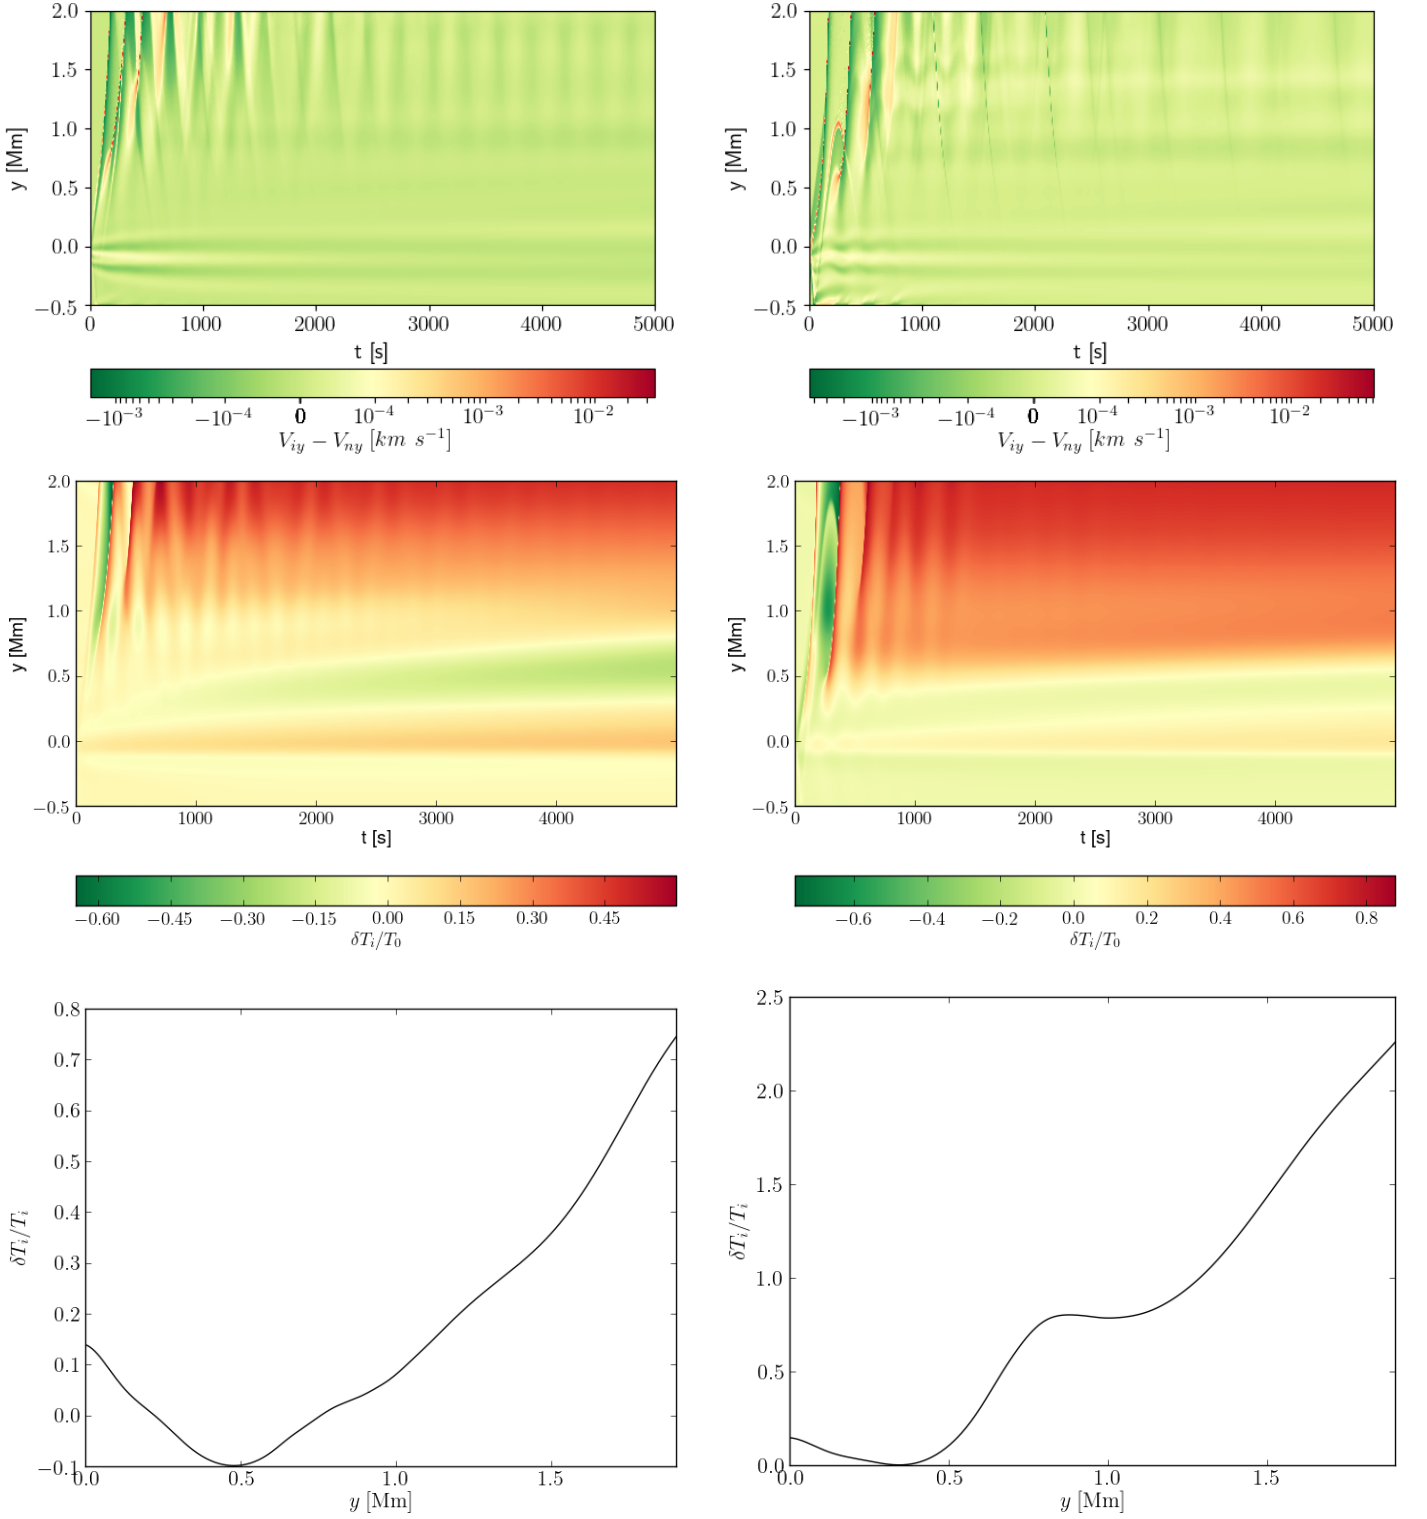 2.0
1.5
1.0
0.5
0.0
−0.5
y [Mm]
0 1000 2000 3000 4000 5000
t [s]
−10⁻³ −10⁻⁴ 0 10⁻⁴ 10⁻³ 10⁻²
V_iy − V_ny [km s⁻¹]
2.0
1.5
1.0
0.5
0.0
−0.5
y [Mm]
0 1000 2000 3000 4000 5000
t [s]
−10⁻³ −10⁻⁴ 0 10⁻⁴ 10⁻³ 10⁻²
V_iy − V_ny [km s⁻¹]
2.0
1.5
1.0
0.5
0.0
−0.5
y [Mm]
0 1000 2000 3000 4000
t [s]
−0.60 −0.45 −0.30 −0.15 0.00 0.15 0.30 0.45
δT_i/T_0
2.0
1.5
1.0
0.5
0.0
−0.5
y [Mm]
0 1000 2000 3000 4000
t [s]
−0.6 −0.4 −0.2 0.0 0.2 0.4 0.6 0.8
δT_i/T_0
0.8
0.7
0.6
0.5
0.4
0.3
0.2
0.1
0.0
−0.1
δT_i/T_i
0.0 0.5 1.0 1.5
y [Mm]
2.5
2.0
1.5
1.0
0.5
0.0
δT_i/T_i
0.0 0.5 1.0 1.5
y [Mm]